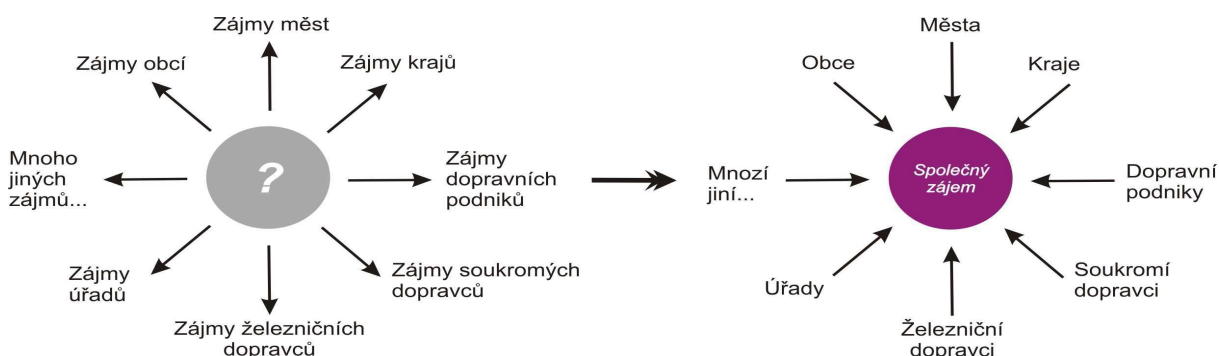 Zájmy měst
Zájmy obcí
Zájmy krajů
Mnoho
jiných
zájmů...
?
Zájmy
dopravních
podniků
Zájmy
úřadů
Zájmy soukromých
dopravců
Zájmy železničních
dopravců
Města
Obce
Kraje
Mnozí
jiní...
Společný
zájem
Dopravní
podniky
Úřady
Soukromí
dopravci
Železniční
dopravci